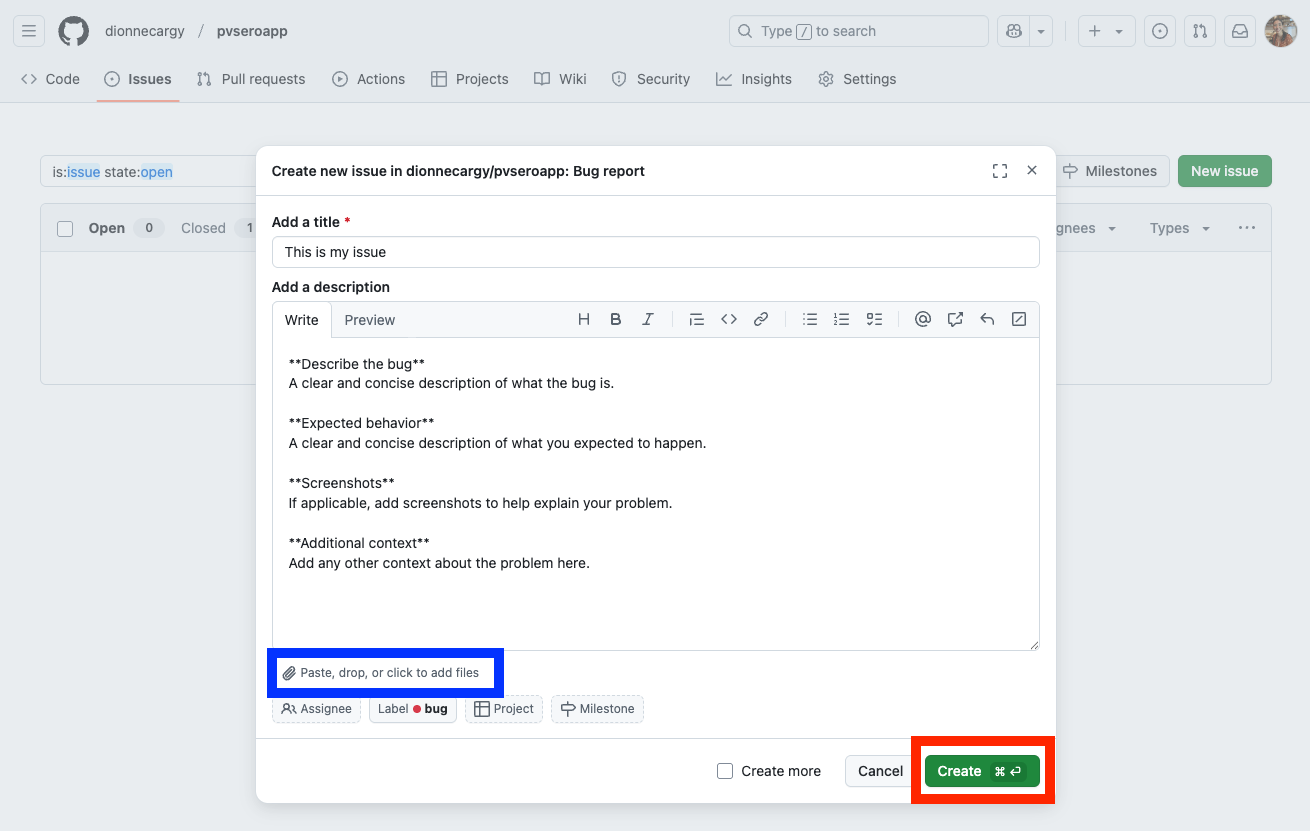 dionnecargy / pvseroapp
Type / to search
Code Issues Pull requests Actions Projects Wiki Security Insights Settings
is:issue state:open
Milestones New issue
Open 0 Closed 1 gnees Types
Create new issue in dionnecargy/pvseroapp: Bug report
Add a title *
This is my issue
Add a description
Write Preview H B I
**Describe the bug**
A clear and concise description of what the bug is.
**Expected behavior**
A clear and concise description of what you expected to happen.
**Screenshots**
If applicable, add screenshots to help explain your problem.
**Additional context**
Add any other context about the problem here.
Paste, drop, or click to add files
Assignee Label bug Project Milestone
Create more Cancel Create ⌘ ↵